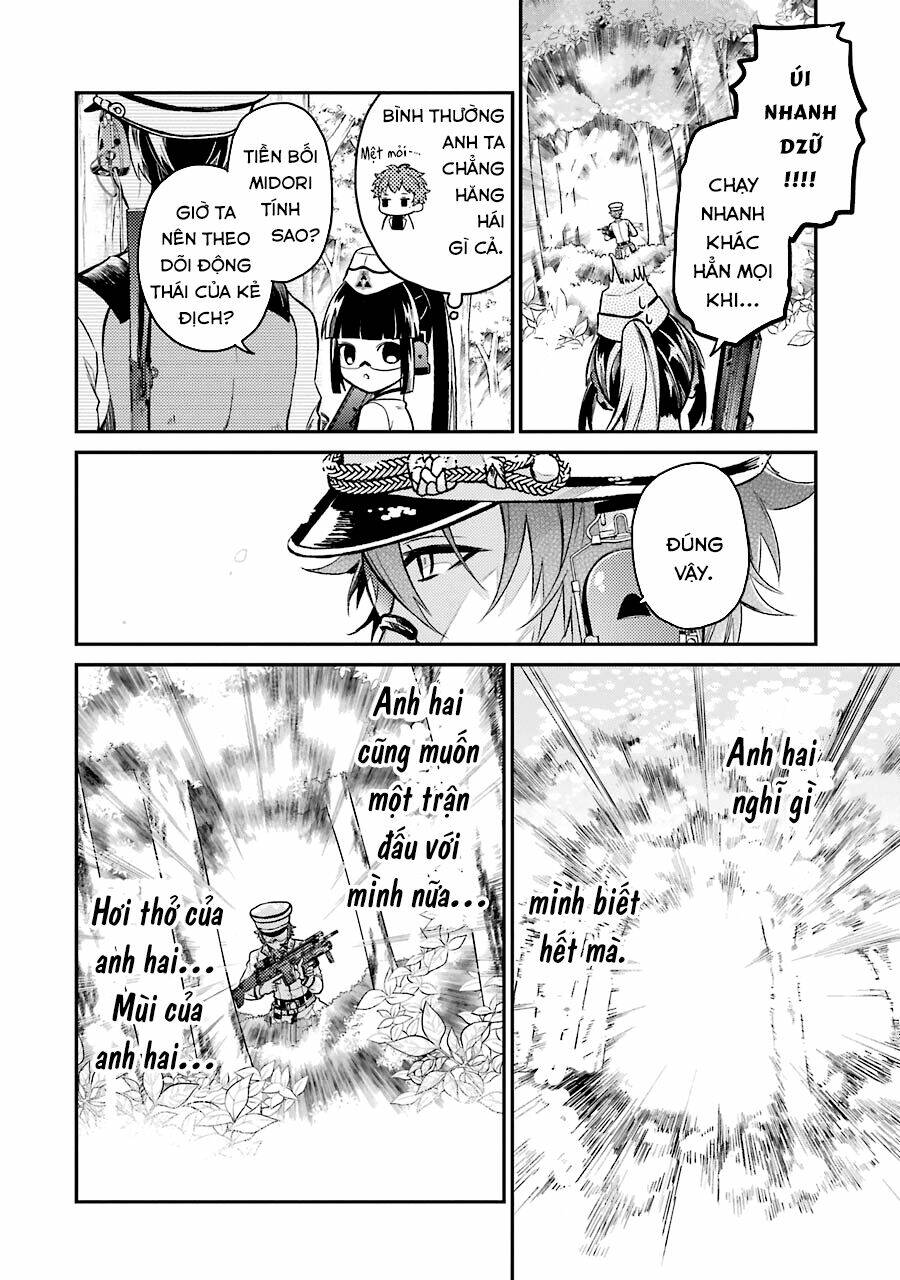 ÚI
NHANH
DZỮ
!!!!
CHẠY
NHANH
KHÁC
HẲN MỌI
KHI...
BÌNH THƯỜNG
ANH TA
CHẲNG
HĂNG
HÁI
GÌ CẢ.
Mệt mỏi...
TIỀN BỐI
MIDORI
TÍNH
SAO?
GIỜ TA
NÊN THEO
DÕI ĐỘNG
THÁI CỦA KẺ
ĐỊCH?
ĐÚNG
VẬY.
Anh hai
nghĩ gì
mình biết
hết mà.
Anh hai
cũng muốn
một trận
đấu với
mình nữa...
Hơi thở của
anh hai...
Mùi của
anh hai...